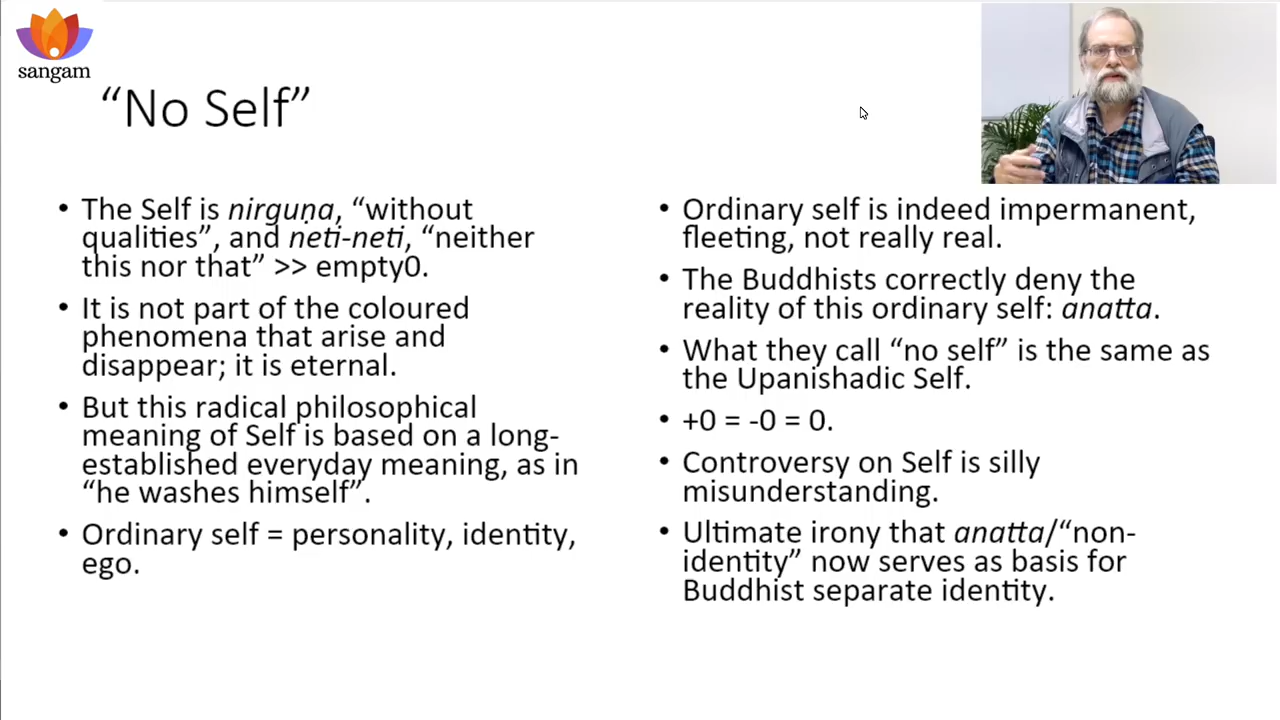 sangam
“No Self”
• The Self is nirguṇa, “without
qualities”, and neti-neti, “neither
this nor that” >> empty0.
• It is not part of the coloured
phenomena that arise and
disappear; it is eternal.
• But this radical philosophical
meaning of Self is based on a long-
established everyday meaning, as in
“he washes himself”.
• Ordinary self = personality, identity,
ego.
• Ordinary self is indeed impermanent,
fleeting, not really real.
• The Buddhists correctly deny the
reality of this ordinary self: anatta.
• What they call “no self” is the same as
the Upanishadic Self.
• +0 = -0 = 0.
• Controversy on Self is silly
misunderstanding.
• Ultimate irony that anatta/“non-
identity” now serves as basis for
Buddhist separate identity.